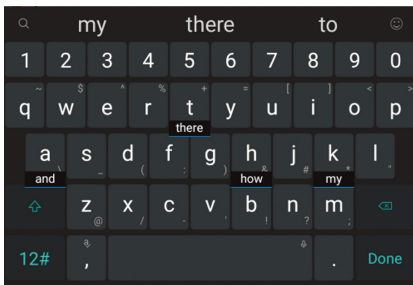 my there to
1 2 3 4 5 6 7 8 9 0
~ $ ^ % + = [ ] < >
q w e r t y u i o p
there
a s d f g h j k l
\ _ ( : ) & # * "
and how my
z x c v b n m
@ / - ' ! ? ;
12# , . Done